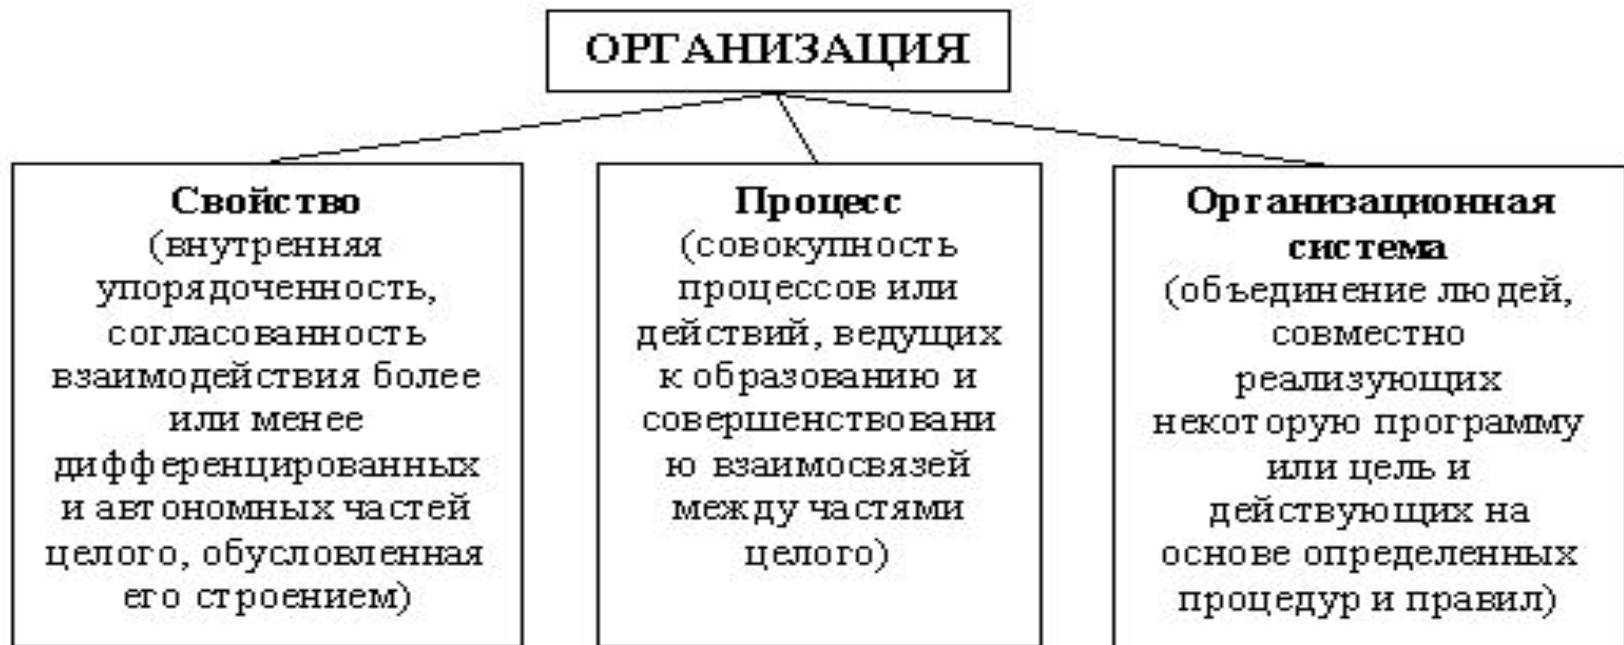 ОРГАНИЗАЦИЯ
Свойство
(внутренняя
упорядоченность,
согласованность
взаимодействия более
или менее
дифференцированных
и автономных частей
целого, обусловленная
его строением)
Процесс
(совокупность
процессов или
действий, ведущих
к образованию и
совершенствовани
ю взаимосвязей
между частями
целого)
Организационная
система
(объединение людей,
совместно
реализующих
некоторую программу
или цель и
действующих на
основе определенных
процедур и правил)